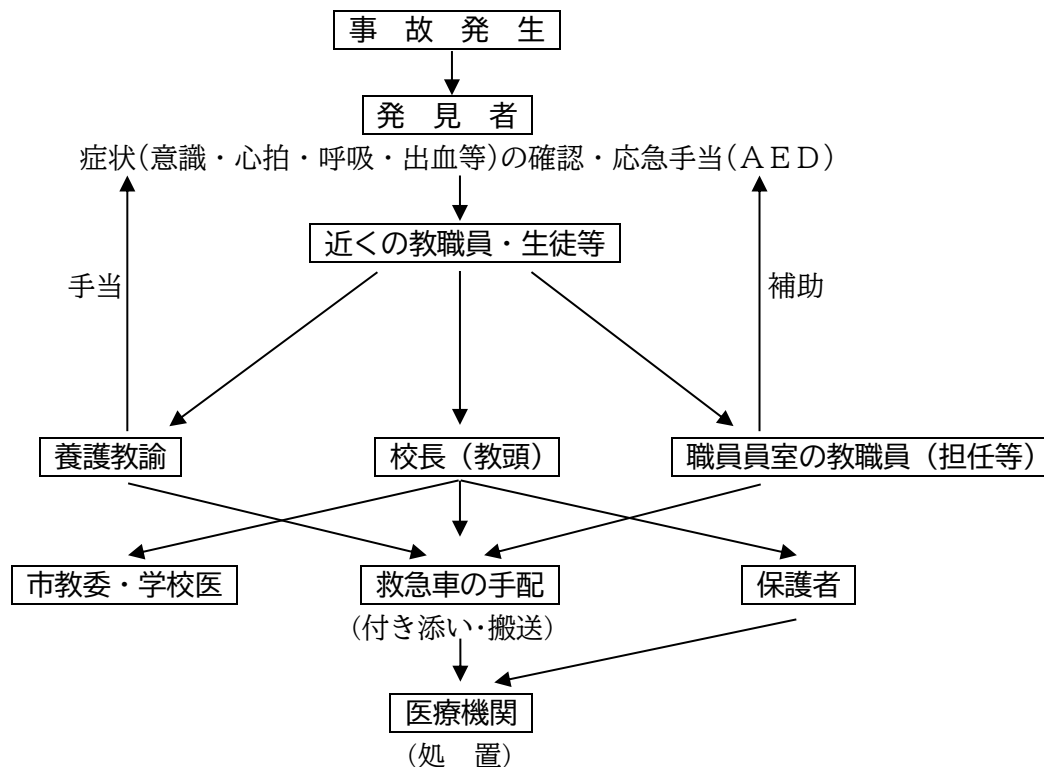 事　故　発　生
発　見　者
症状(意識・心拍・呼吸・出血等)の確認・応急手当(ＡＥＤ)
近くの教職員・生徒等
手当
補助
養護教諭
校長（教頭）
職員員室の教職員（担任等）
市教委・学校医
救急車の手配
保護者
(付き添い・搬送)
医療機関
(処　置)